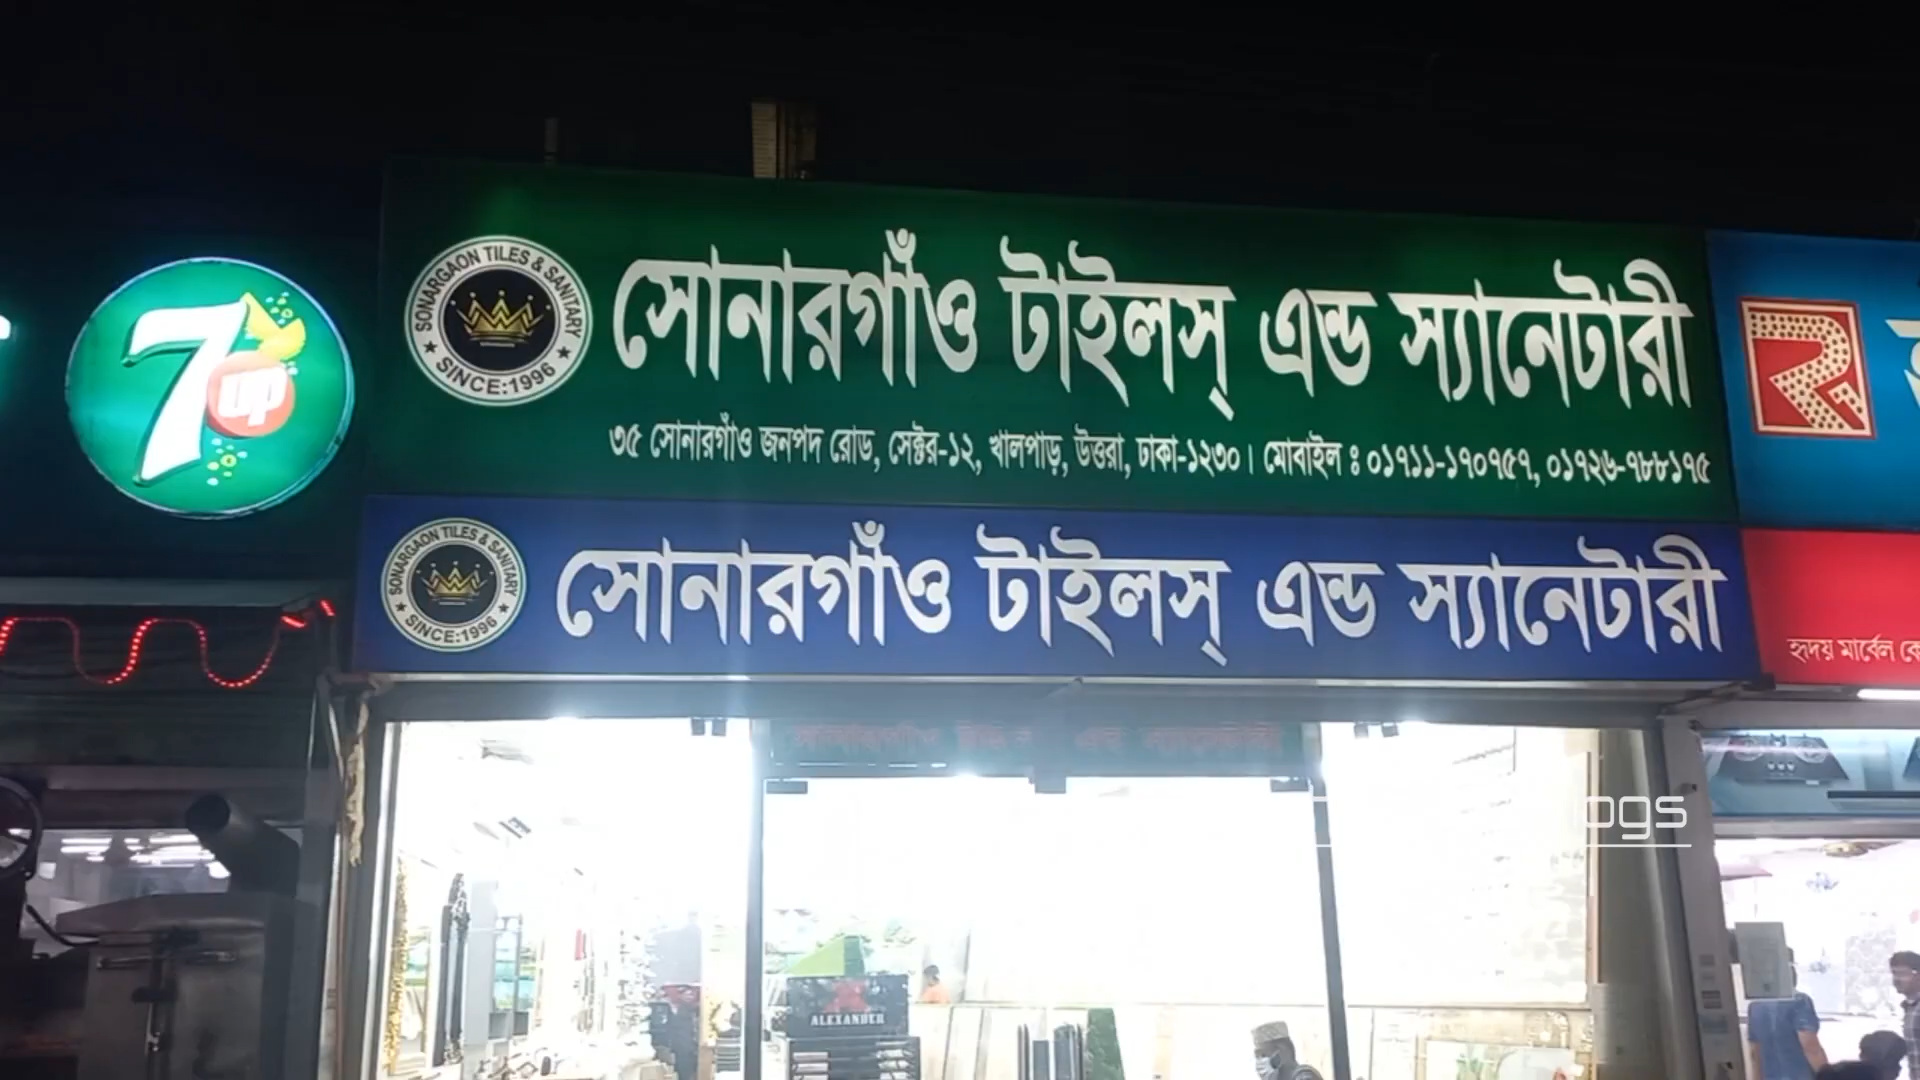 7up
SONARGAON TILES & SANITARY
SINCE:1996
সোনারগাঁও টাইলস্ এন্ড স্যানেটারী
৩৫ সোনারগাঁও জনপদ রোড, সেক্টর-১২, খালপাড়, উত্তরা, ঢাকা-১২৩০। মোবাইল : ০১৭১১-১৭০৭৫৭, ০১৭২৬-৭৮৮১৭৫
SONARGAON TILES & SANITARY
SINCE:1996
সোনারগাঁও টাইলস্ এন্ড স্যানেটারী
R
হৃদয় মার্বেল
ogs
ALEXANDER